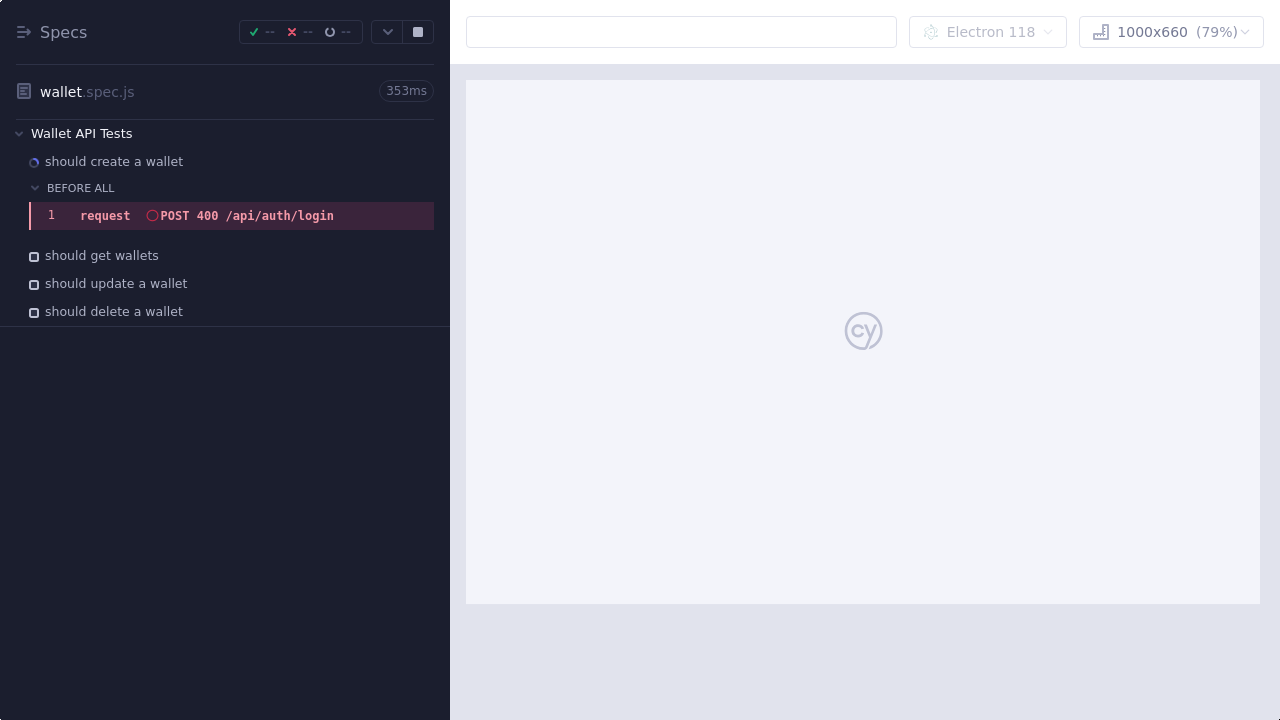 Specs -- -- --
wallet.spec.js 353ms
Wallet API Tests
should create a wallet
BEFORE ALL
1 request POST 400 /api/auth/login
should get wallets
should update a wallet
should delete a wallet
Electron 118 1000x660 (79%)
cy